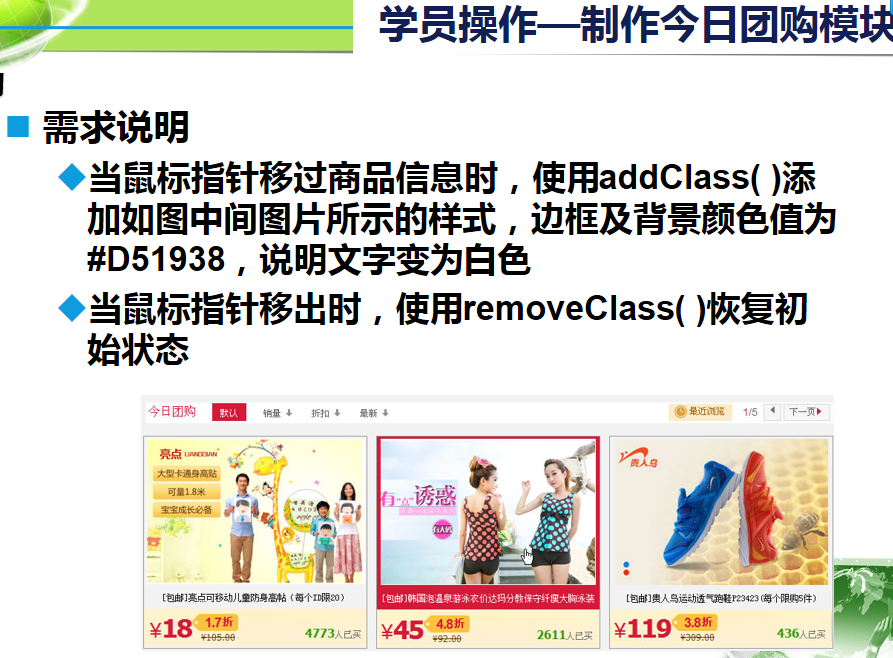 学员操作—制作今日团购模块
需求说明
当鼠标指针移过商品信息时，使用addClass( )添
加如图中间图片所示的样式，边框及背景颜色值为
#D51938，说明文字变为白色
当鼠标指针移出时，使用removeClass( )恢复初
始状态
今日团购 默认 销量 折扣 最新 最近浏览 1/5 下一页
亮点 LIANGDIAN
大型卡通身高贴
可量1.8米
宝宝成长必备
有"点"诱惑
有人的
贵人鸟
[包邮]亮点可移动儿童防身高帖（每个ID限20）
[包邮]韩国泡温泉游泳衣价达玛分教保守纤度大胸泳装
[包邮]贵人鸟运动透气跑鞋P23423(每个限购5件)
¥18 1.7折 ¥105.00 4773人已买
¥45 4.8折 ¥92.00 2611人已买
¥119 3.8折 ¥309.00 436人已买